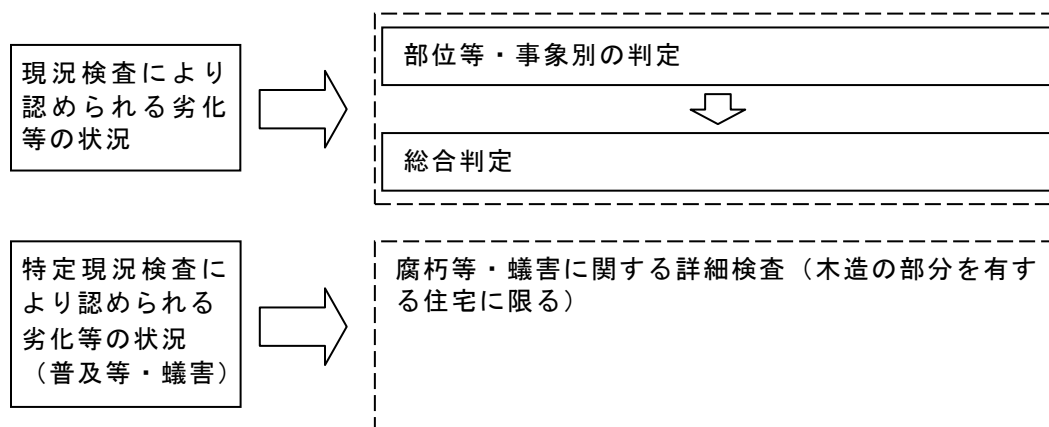 現況検査により
認められる劣化
等の状況
部位等・事象別の判定
総合判定
特定現況検査に
より認められる
劣化等の状況
（普及等・蟻害）
腐朽等・蟻害に関する詳細検査（木造の部分を有す
る住宅に限る）